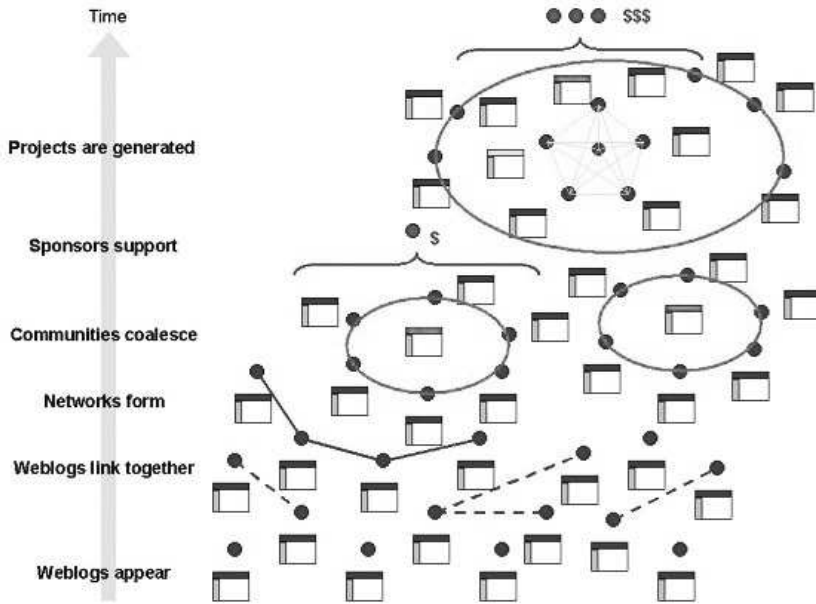 Time
$$$
Projects are generated
Sponsors support
$
Communities coalesce
Networks form
Weblogs link together
Weblogs appear